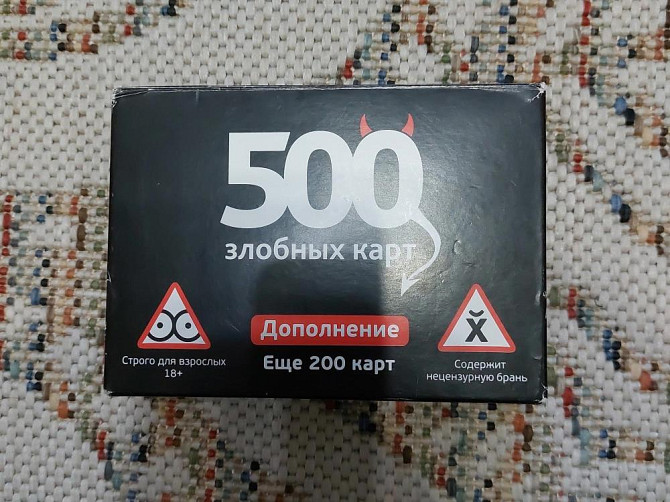 500
злобных карт
Дополнение
Еще 200 карт
Строго для взрослых
18+
x̆
Содержит
нецензурную брань